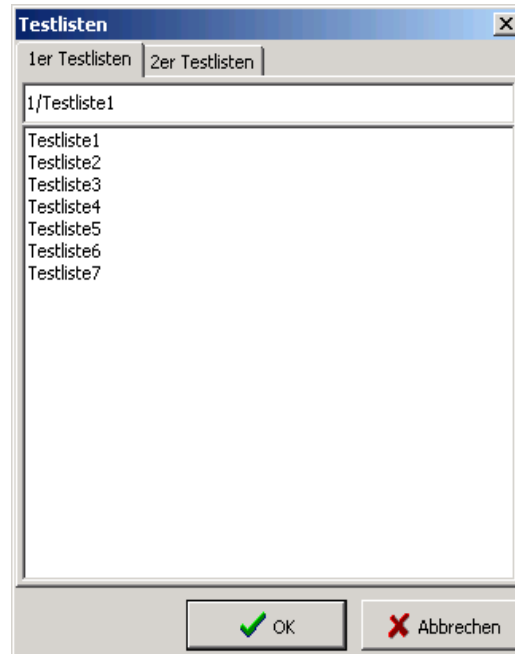 Testlisten
1er Testlisten 2er Testlisten
1/Testliste1
Testliste1
Testliste2
Testliste3
Testliste4
Testliste5
Testliste6
Testliste7
OK Abbrechen